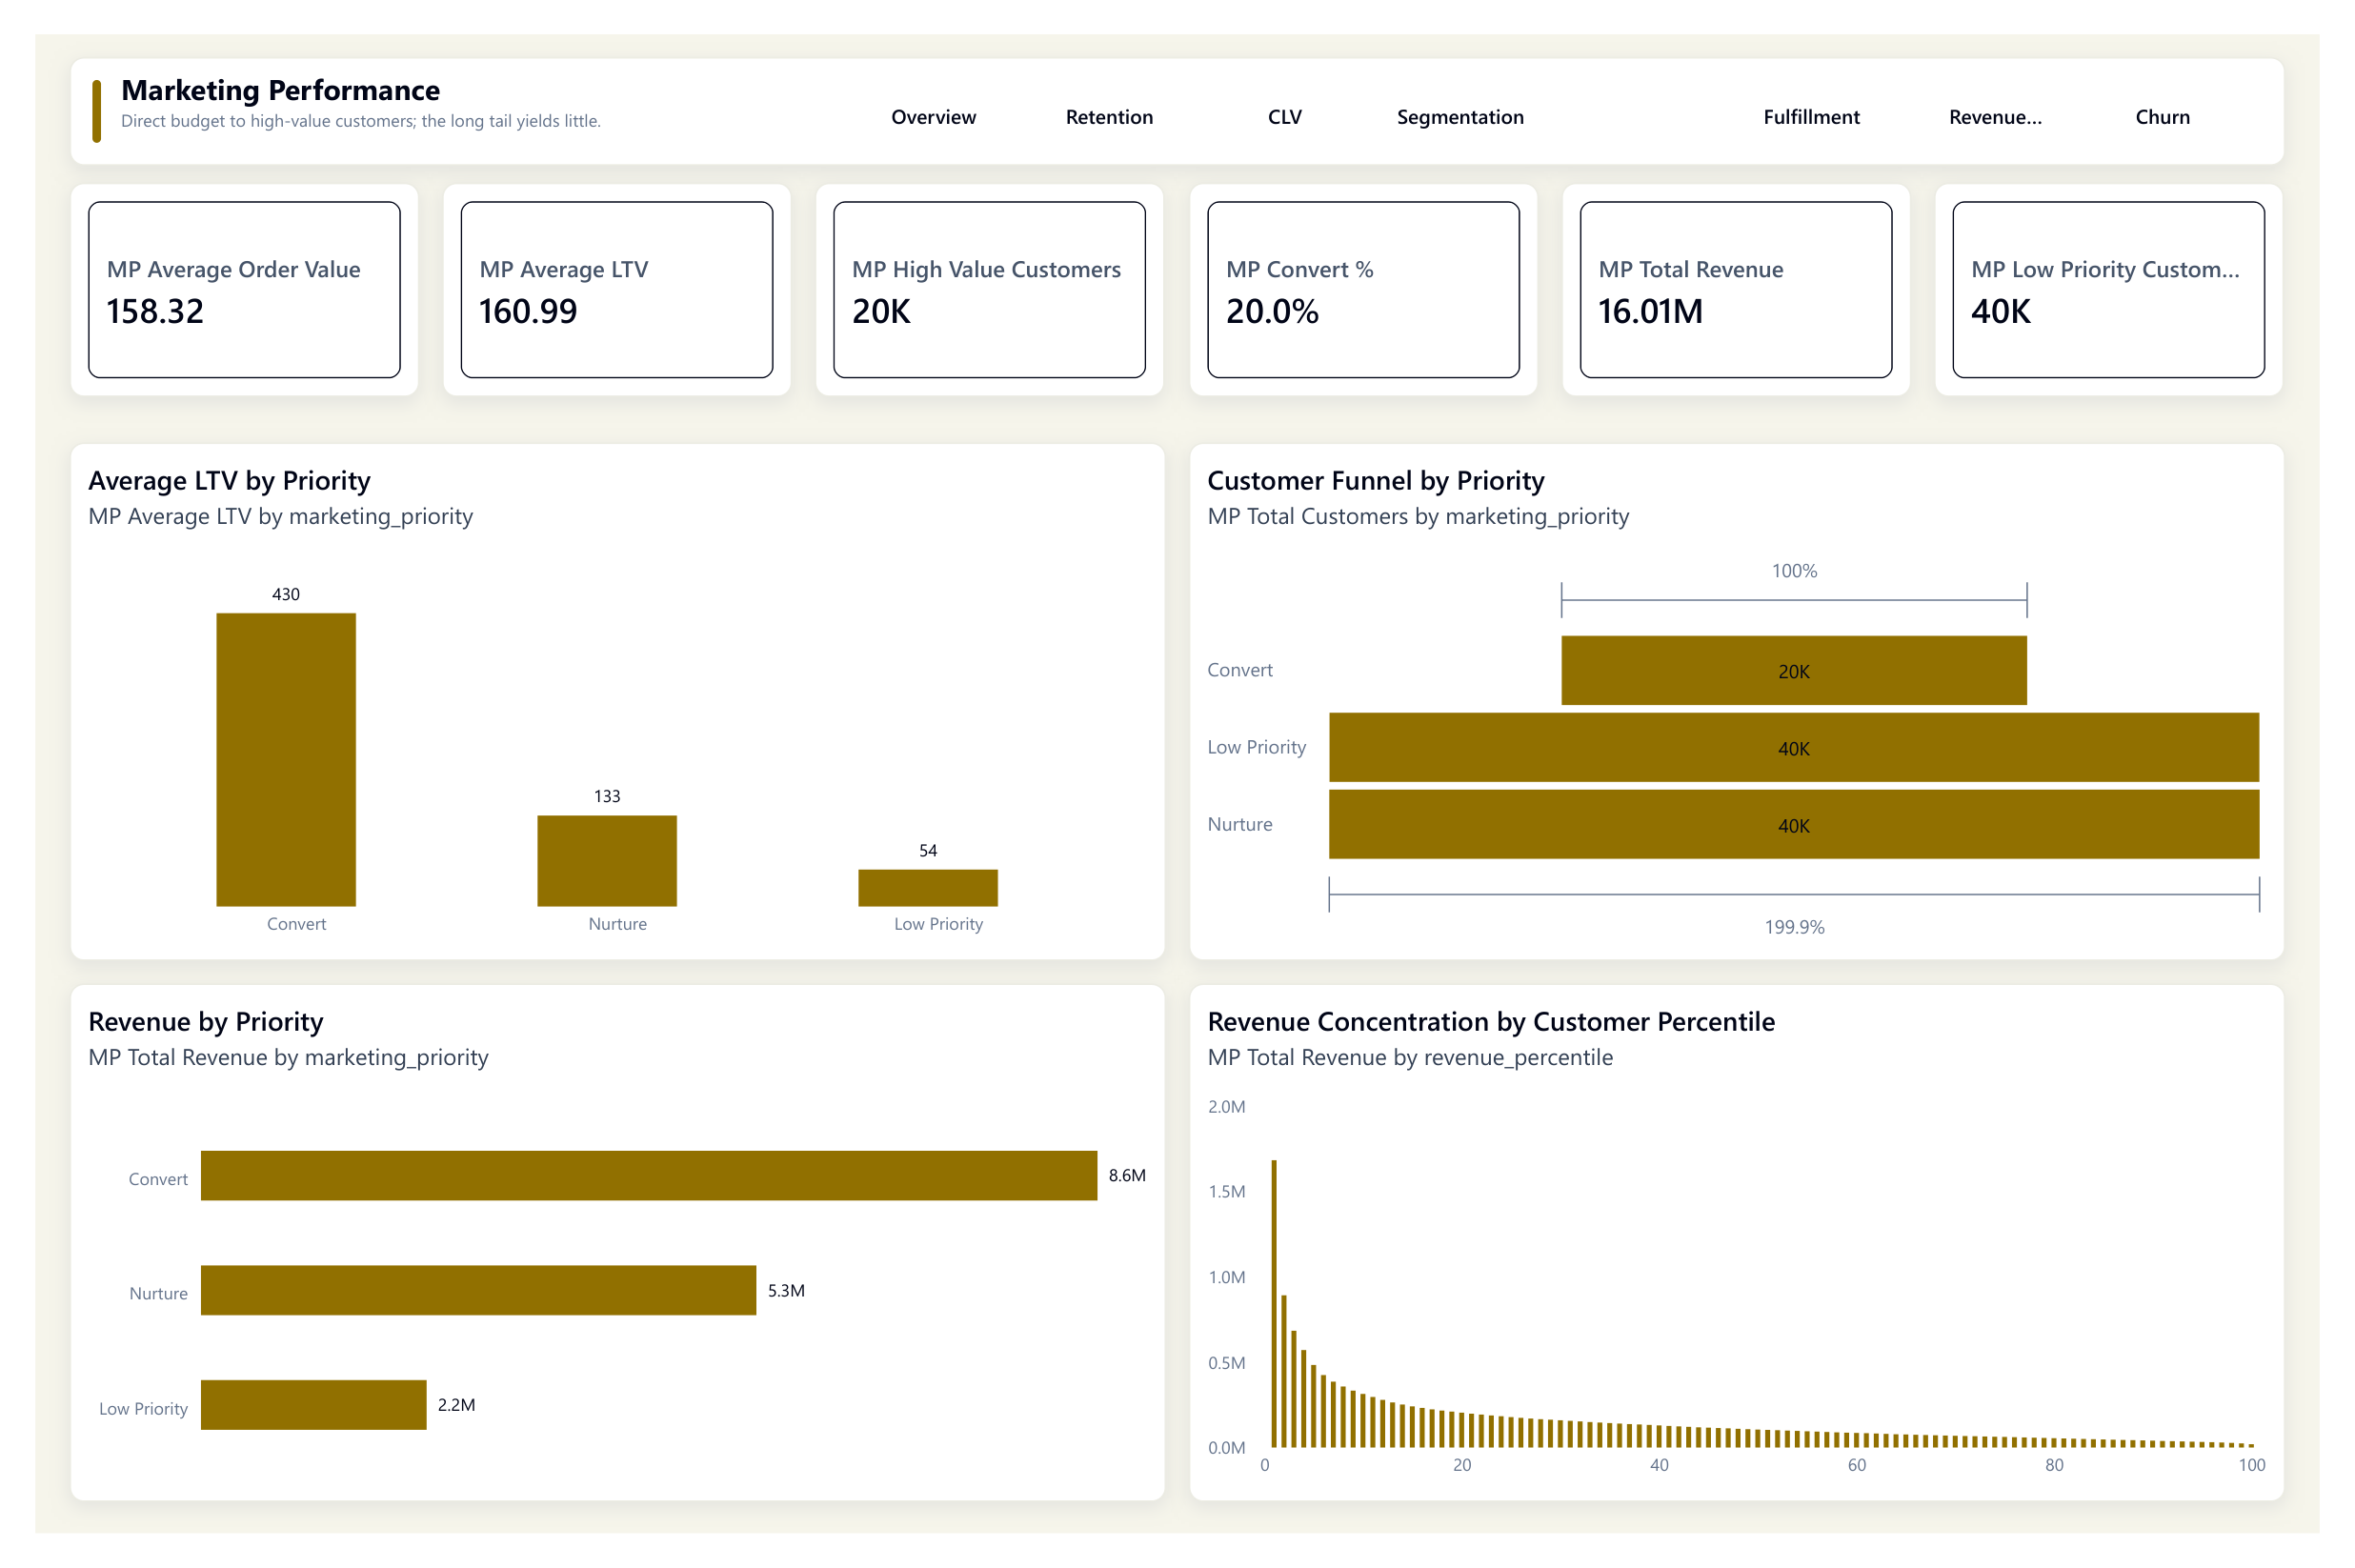 Marketing Performance
Direct budget to high-value customers; the long tail yields little.
Overview
Retention
CLV
Segmentation
Fulfillment
Revenue...
Churn
MP Average Order Value
158.32
MP Average LTV
160.99
MP High Value Customers
20K
MP Convert %
20.0%
MP Total Revenue
16.01M
MP Low Priority Custom...
40K
Average LTV by Priority
MP Average LTV by marketing_priority
430
133
54
Convert
Nurture
Low Priority
Customer Funnel by Priority
MP Total Customers by marketing_priority
100%
Convert
20K
Low Priority
40K
Nurture
40K
199.9%
Revenue by Priority
MP Total Revenue by marketing_priority
Convert
8.6M
Nurture
5.3M
Low Priority
2.2M
Revenue Concentration by Customer Percentile
MP Total Revenue by revenue_percentile
2.0M
1.5M
1.0M
0.5M
0.0M
0
20
40
60
80
100